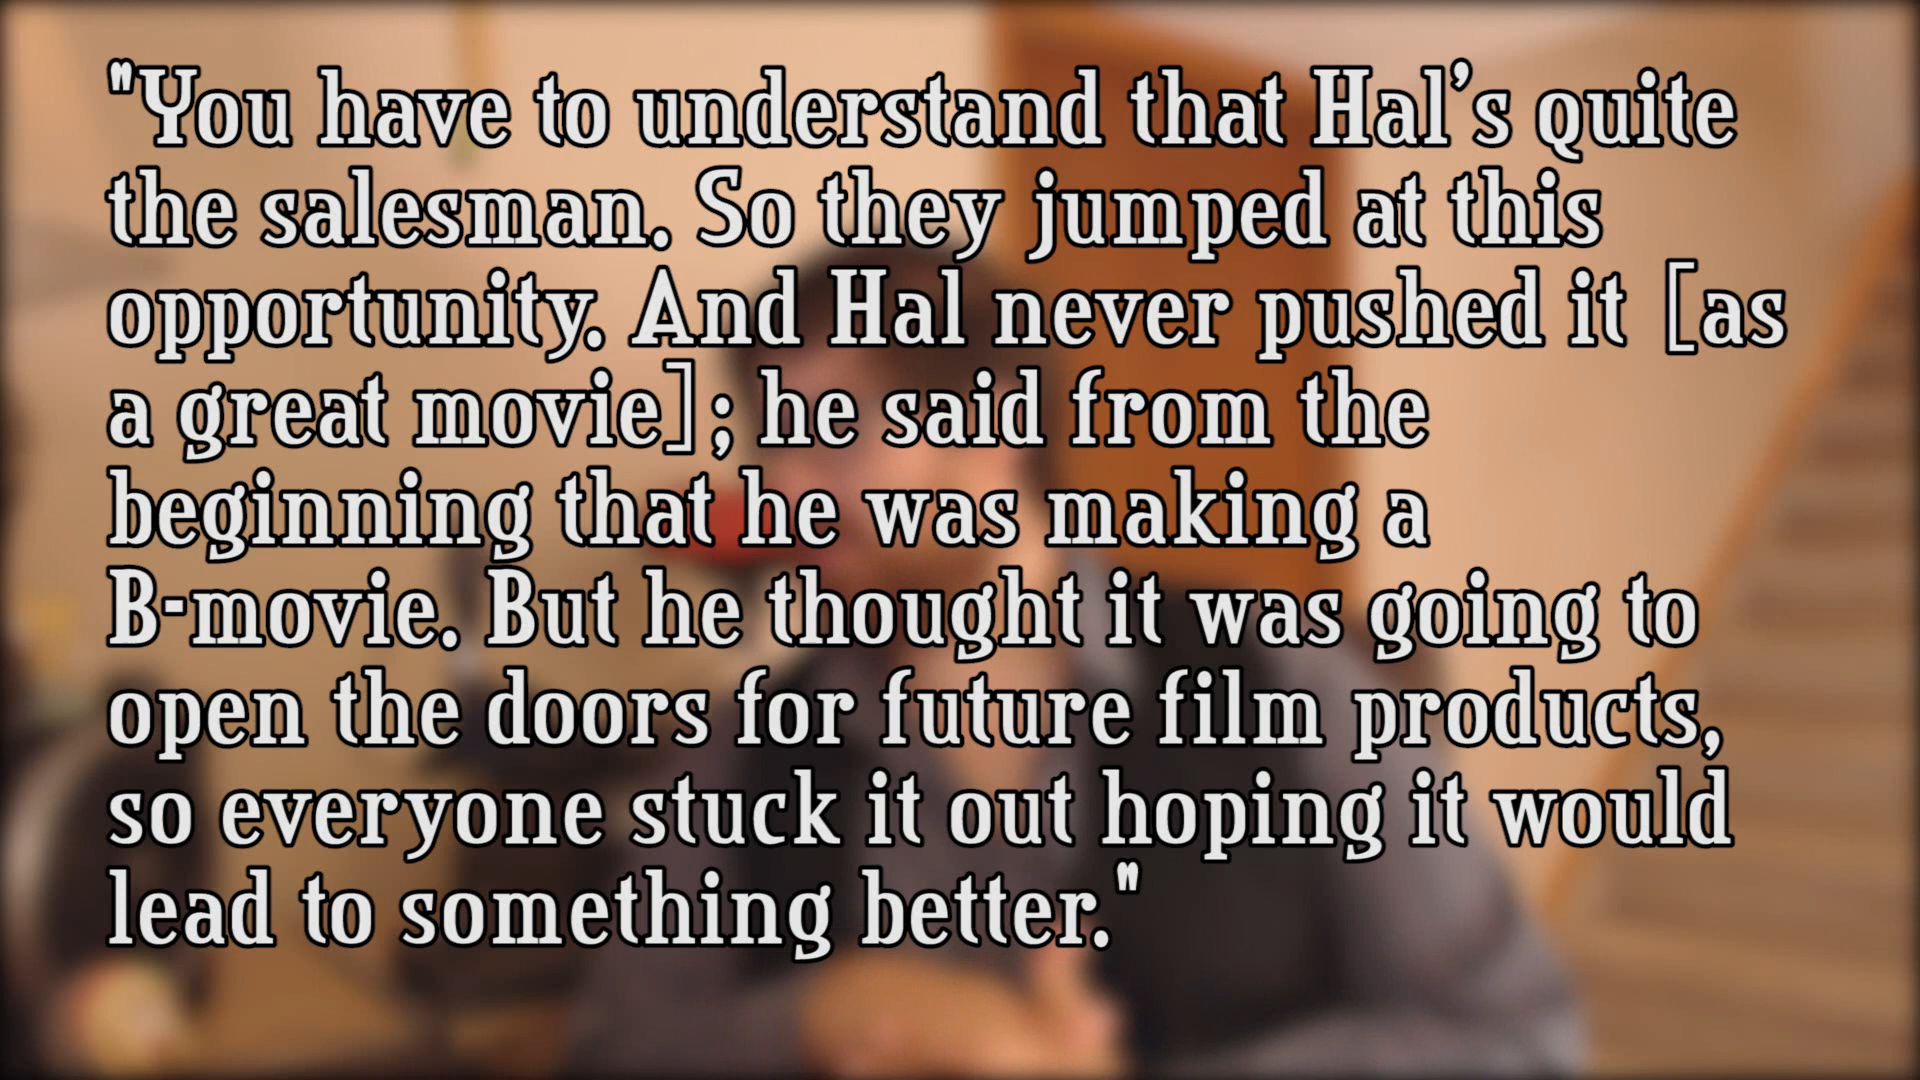 "You have to understand that Hal’s quite
the salesman. So they jumped at this
opportunity. And Hal never pushed it [as
a great movie]; he said from the
beginning that he was making a
B-movie. But he thought it was going to
open the doors for future film products,
so everyone stuck it out hoping it would
lead to something better."